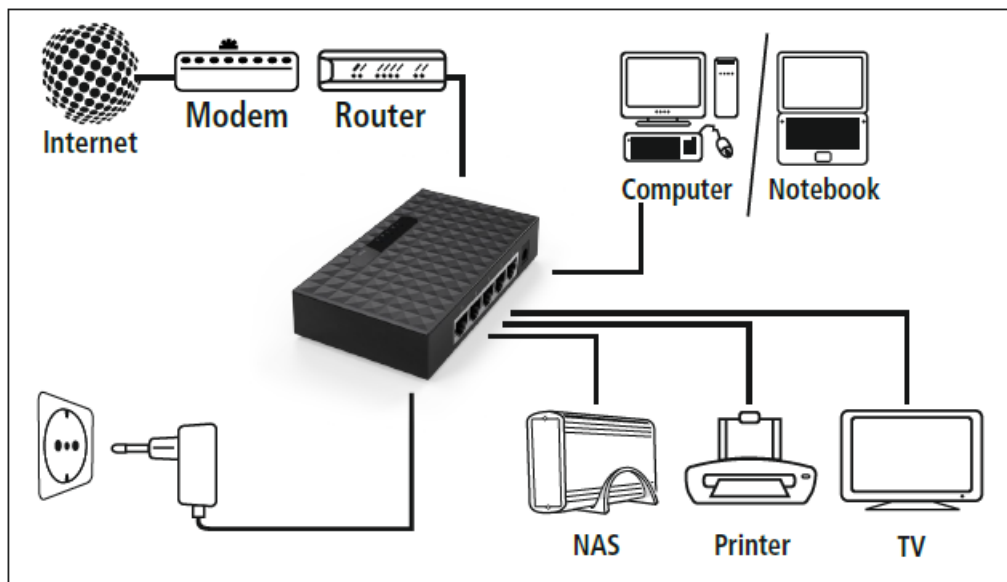 Internet
Modem
Router
Computer
Notebook
NAS
Printer
TV